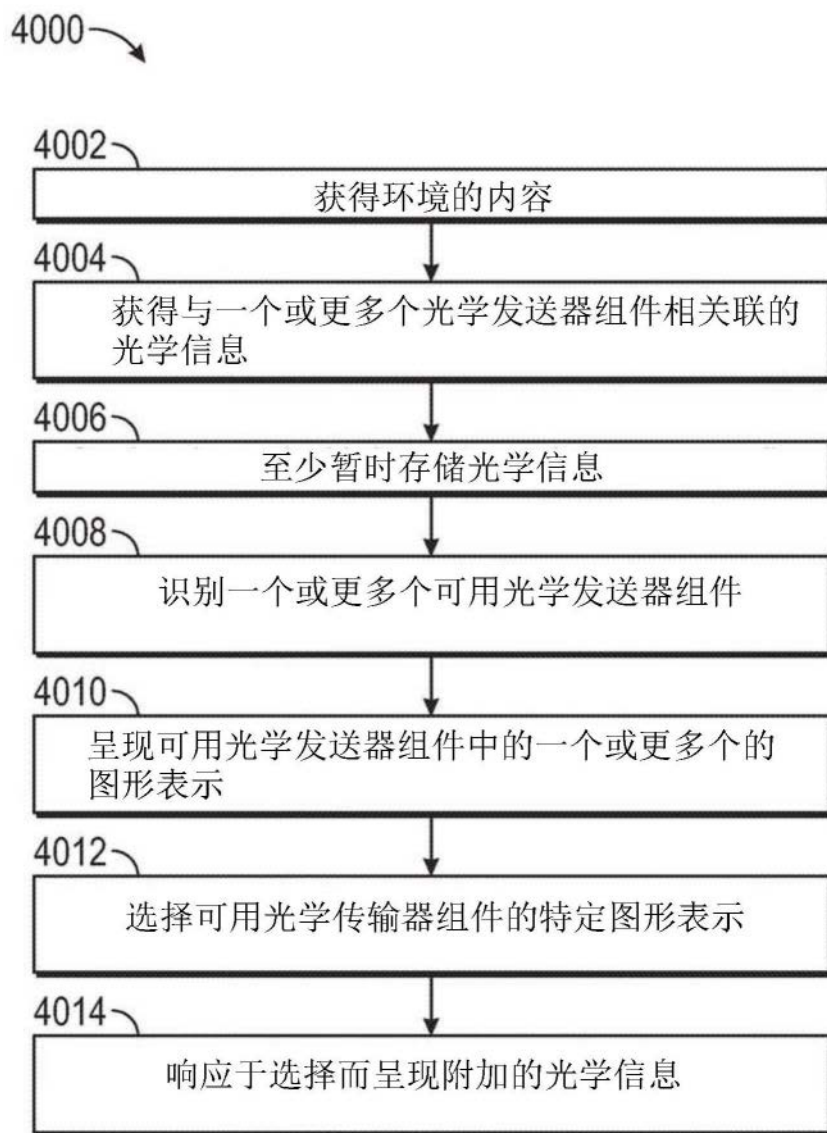 4000
4002
获得环境的内容
4004
获得与一个或更多个光学发送器组件相关联的
光学信息
4006
至少暂时存储光学信息
4008
识别一个或更多个可用光学发送器组件
4010
呈现可用光学发送器组件中的一个或更多个的
图形表示
4012
选择可用光学传输器组件的特定图形表示
4014
响应于选择而呈现附加的光学信息